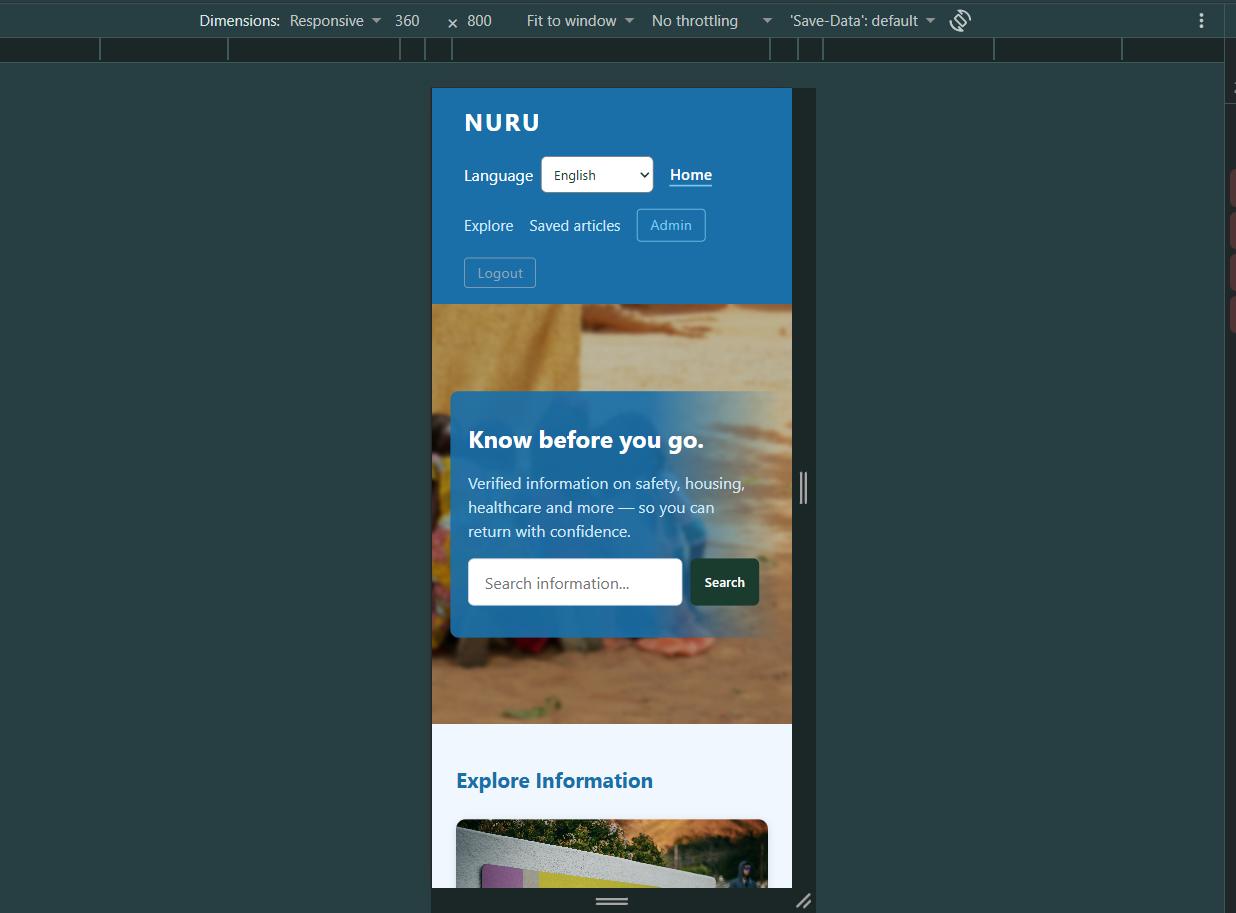 Dimensions: Responsive 360 × 800 Fit to window No throttling 'Save-Data': default
NURU
Language English Home
Explore Saved articles Admin
Logout
Know before you go.
Verified information on safety, housing,
healthcare and more — so you can
return with confidence.
Search information... Search
Explore Information